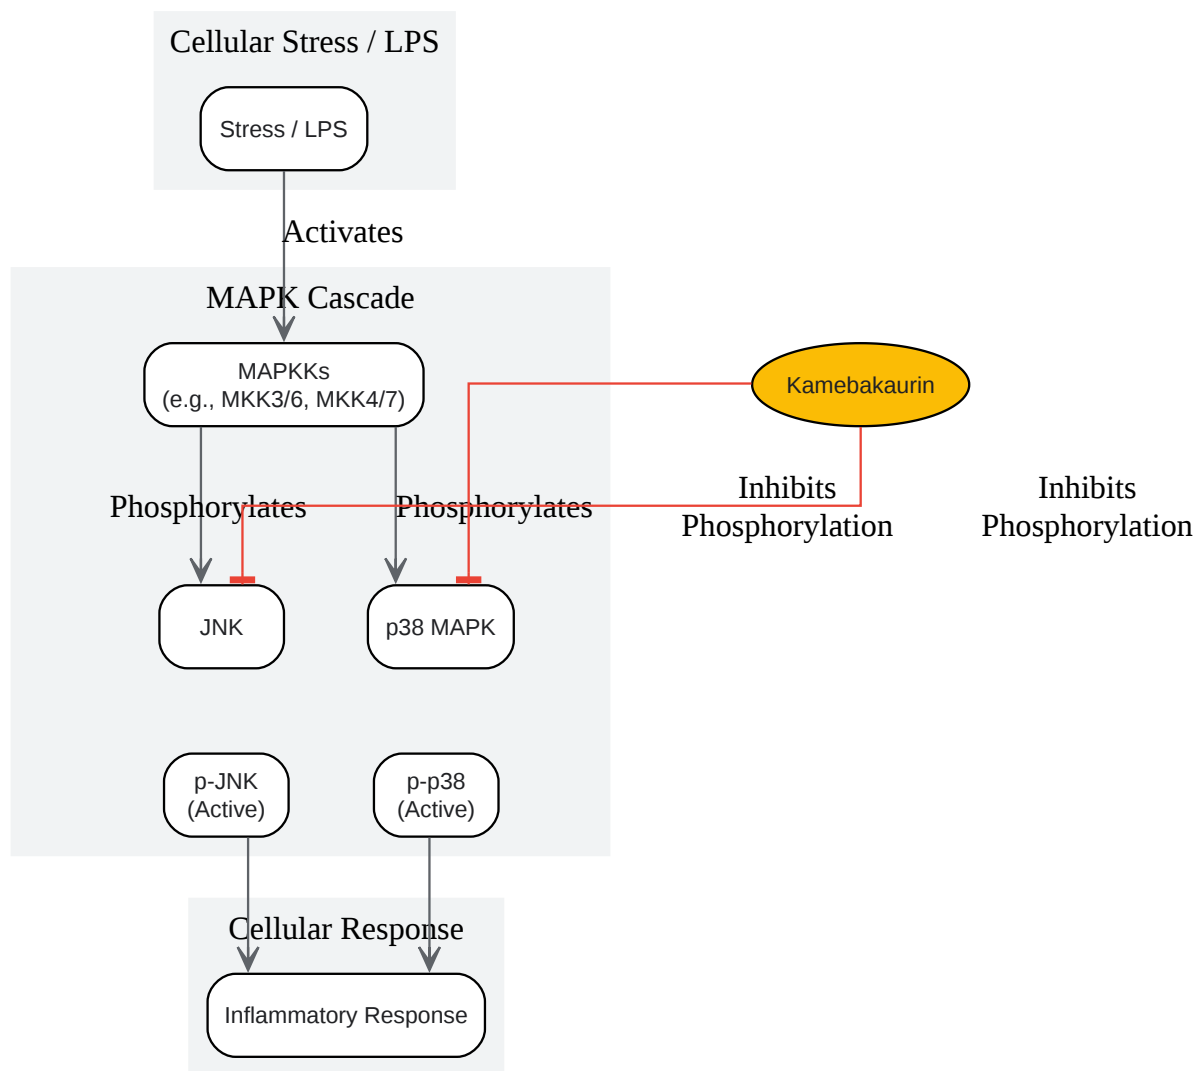 Cellular Stress / LPS
Stress / LPS
Activates
MAPK Cascade
MAPKKs
(e.g., MKK3/6, MKK4/7)
Kamebakaurin
Phosphorylates
Phosphorylates
Inhibits
Phosphorylation
Inhibits
Phosphorylation
JNK
p38 MAPK
p-JNK
(Active)
p-p38
(Active)
Cellular Response
Inflammatory Response